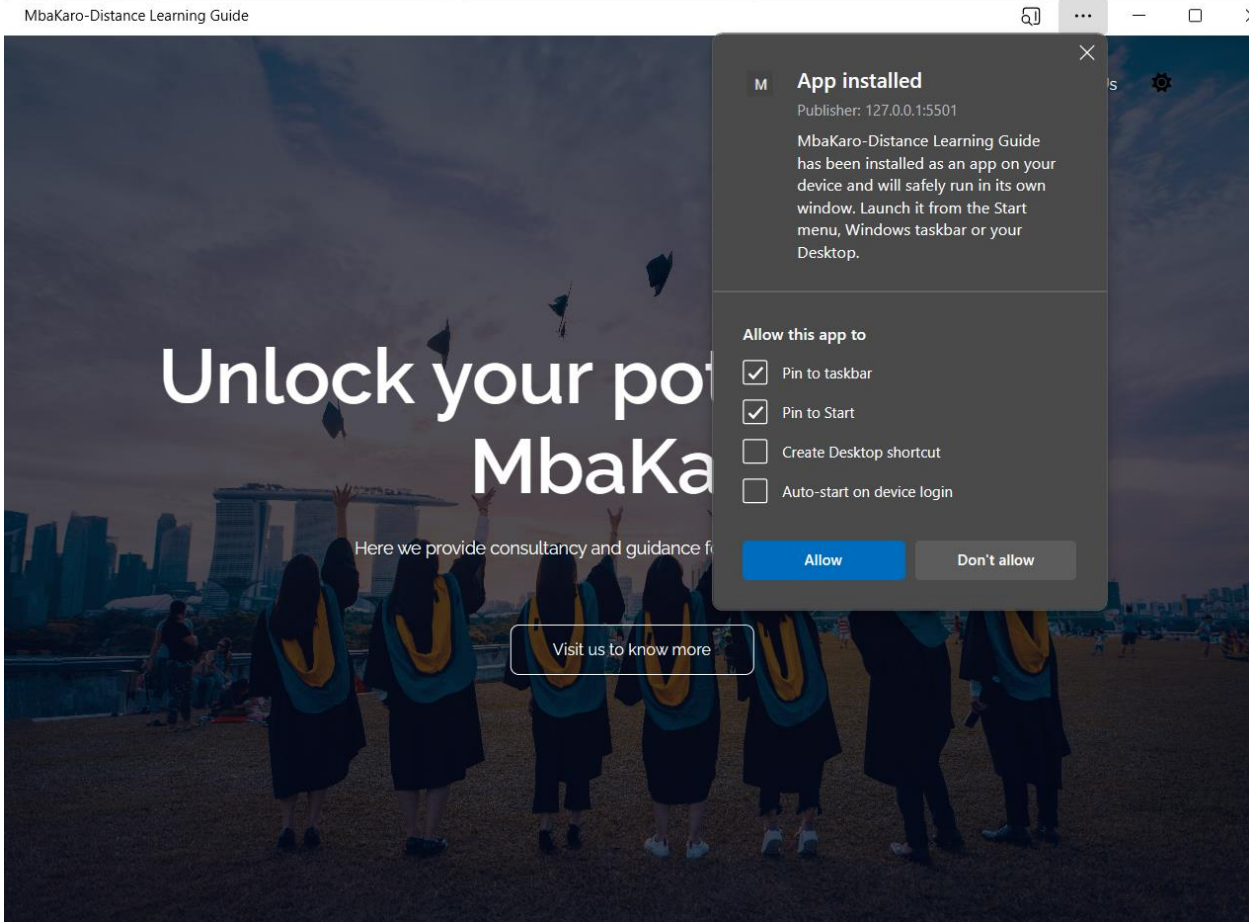 MbaKaro-Distance Learning Guide
M
App installed
Publisher: 127.0.0.1:5501
MbaKaro-Distance Learning Guide
has been installed as an app on your
device and will safely run in its own
window. Launch it from the Start
menu, Windows taskbar or your
Desktop.
Allow this app to
Pin to taskbar
Pin to Start
Create Desktop shortcut
Auto-start on device login
Allow
Don't allow
Unlock your pot
MbaKa
Here we provide consultancy and guidance f
Visit us to know more